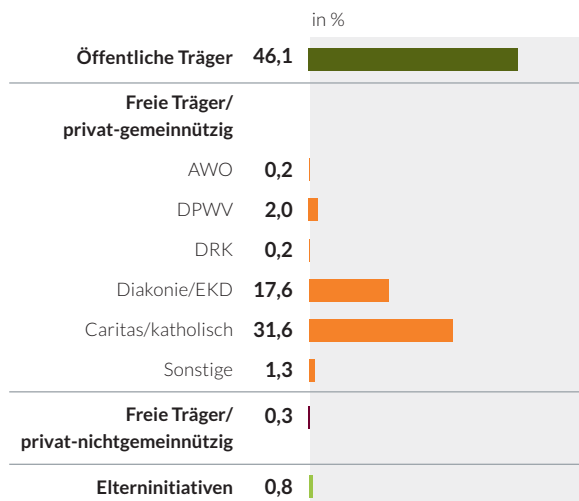 in %
Öffentliche Träger 46,1
Freie Träger/
privat-gemeinnützig
AWO 0,2
DPWV 2,0
DRK 0,2
Diakonie/EKD 17,6
Caritas/katholisch 31,6
Sonstige 1,3
Freie Träger/ 0,3
privat-nichtgemeinnützig
Elterninitiativen 0,8